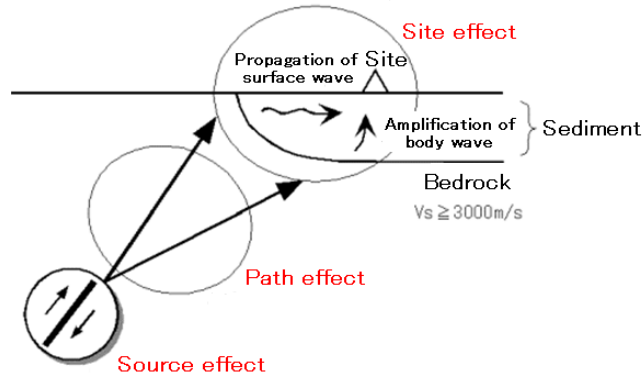 Site effect
Propagation of
surface wave
Site
Amplification of
body wave
Sediment
Bedrock
Vs≧3000m/s
Path effect
Source effect